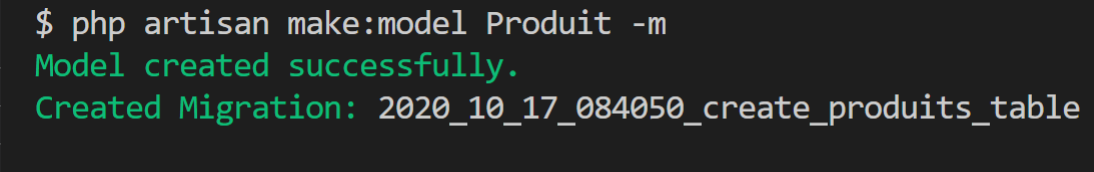 $ php artisan make:model Produit -m
Model created successfully.
Created Migration: 2020_10_17_084050_create_produits_table